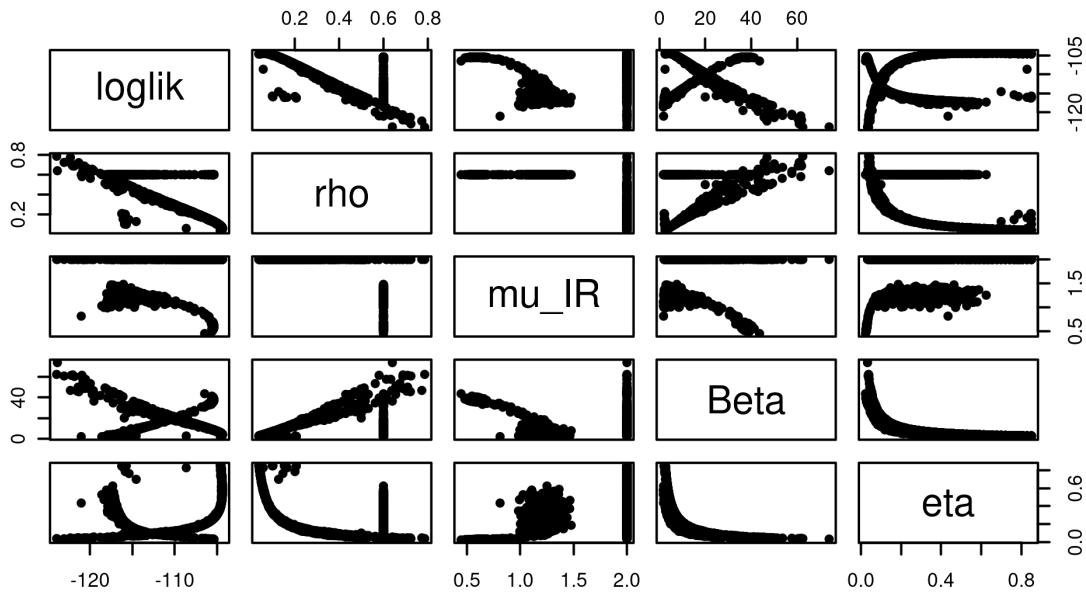 0.2 0.4 0.6 0.8 0 20 40 60
loglik -120 -105
0.2 0.8 rho
mu_IR 0.5 1.5
0 40 Beta
eta 0.0 0.6
-120 -110 0.5 1.0 1.5 2.0 0.0 0.4 0.8